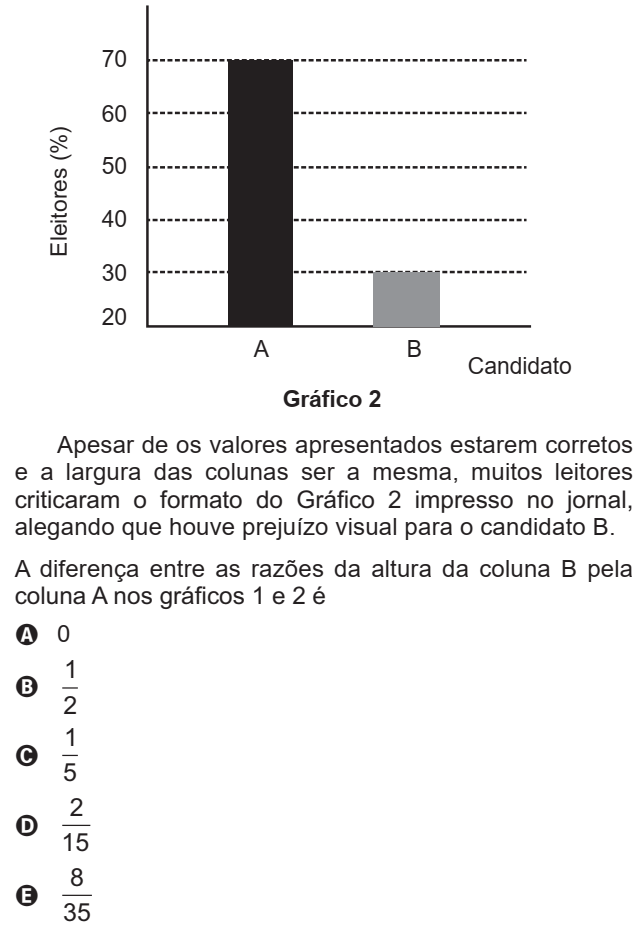 70
60
50
40
30
20
Eleitores (%)
A
B
Candidato
Gráfico 2
Apesar de os valores apresentados estarem corretos
e a largura das colunas ser a mesma, muitos leitores
criticaram o formato do Gráfico 2 impresso no jornal,
alegando que houve prejuízo visual para o candidato B.
A diferença entre as razões da altura da coluna B pela
coluna A nos gráficos 1 e 2 é
A 0
B 1/2
C 1/5
D 2/15
E 8/35